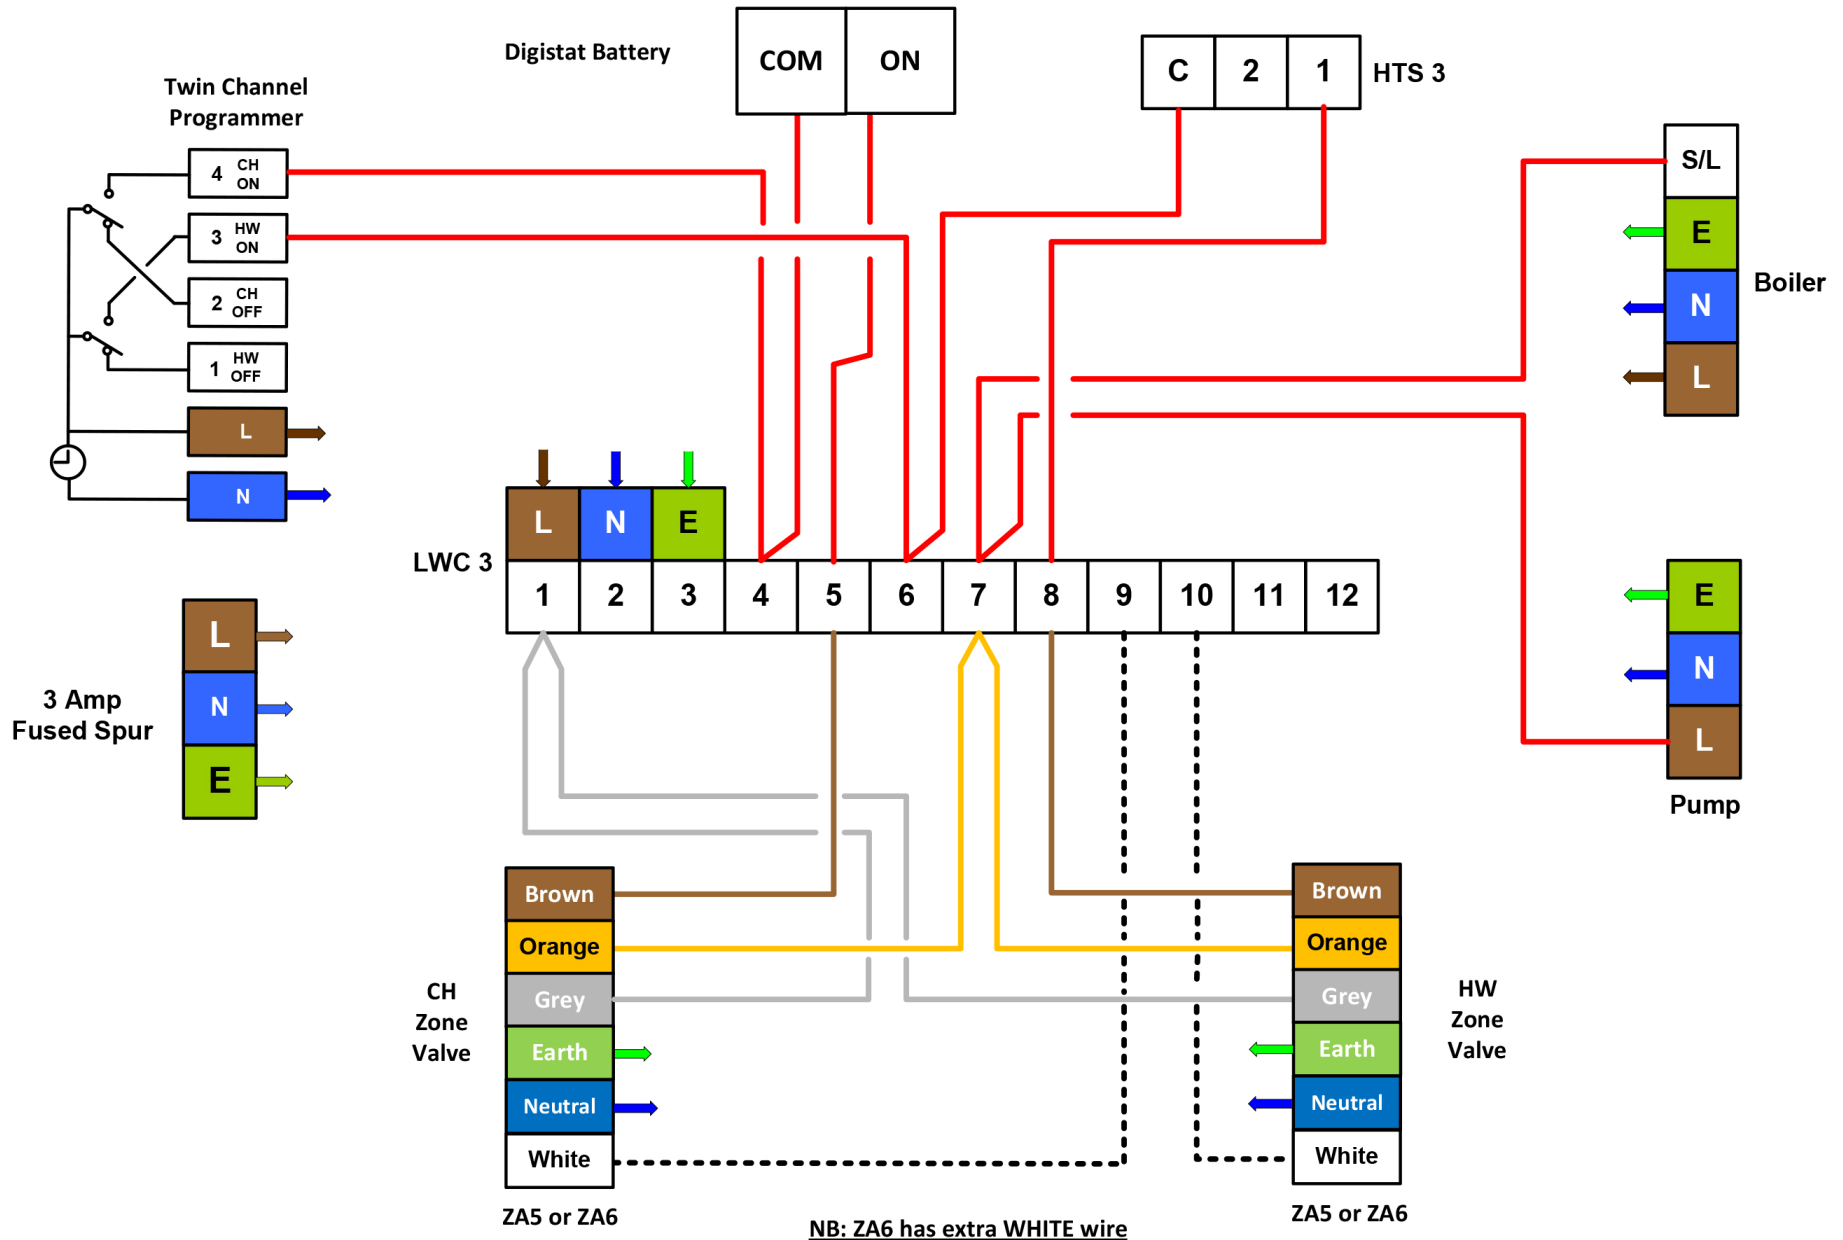 Digistat Battery
COM
ON
C
2
1
HTS 3
Twin Channel
Programmer
4 CH
ON
3 HW
ON
2 CH
OFF
1 HW
OFF
L
N
S/L
E
N
L
Boiler
L
N
E
LWC 3
1
2
3
4
5
6
7
8
9
10
11
12
3 Amp
Fused Spur
L
N
E
E
N
L
Pump
Brown
Orange
Grey
Earth
Neutral
White
CH
Zone
Valve
ZA5 or ZA6
Brown
Orange
Grey
Earth
Neutral
White
HW
Zone
Valve
ZA5 or ZA6
NB: ZA6 has extra WHITE wire